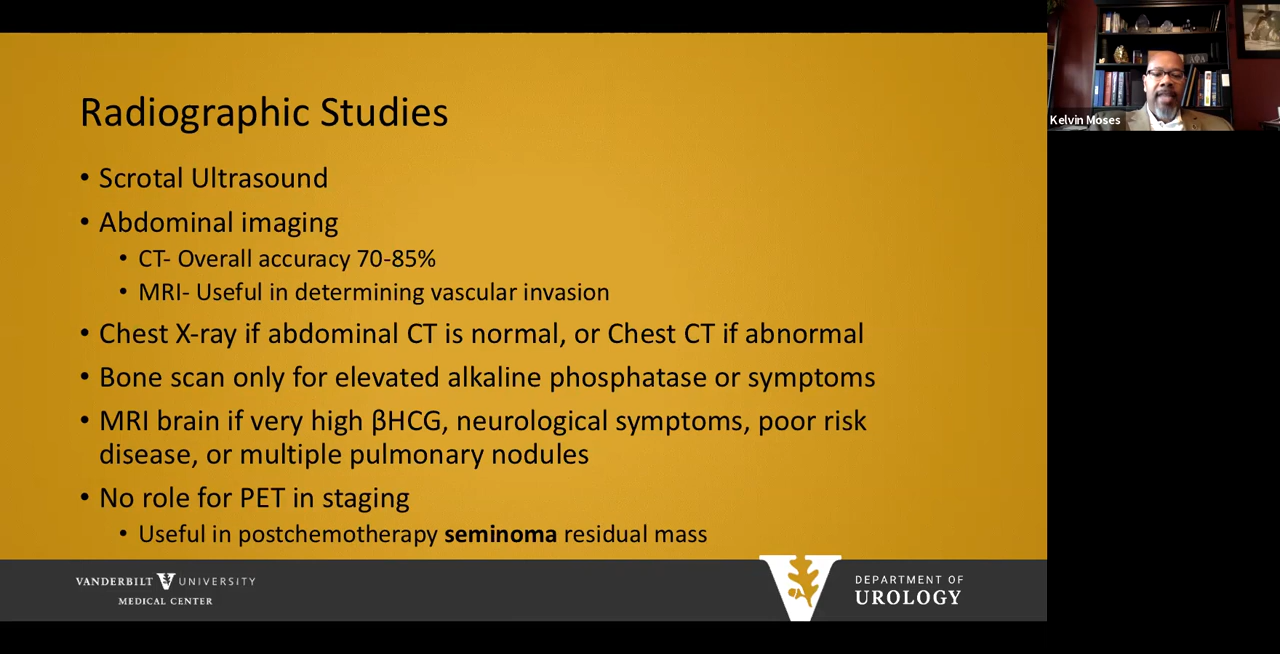 Radiographic Studies
• Scrotal Ultrasound
• Abdominal imaging
• CT- Overall accuracy 70-85%
• MRI- Useful in determining vascular invasion
• Chest X-ray if abdominal CT is normal, or Chest CT if abnormal
• Bone scan only for elevated alkaline phosphatase or symptoms
• MRI brain if very high βHCG, neurological symptoms, poor risk
disease, or multiple pulmonary nodules
• No role for PET in staging
• Useful in postchemotherapy seminoma residual mass
VANDERBILT V UNIVERSITY
MEDICAL CENTER
V
DEPARTMENT OF
UROLOGY
Kelvin Moses